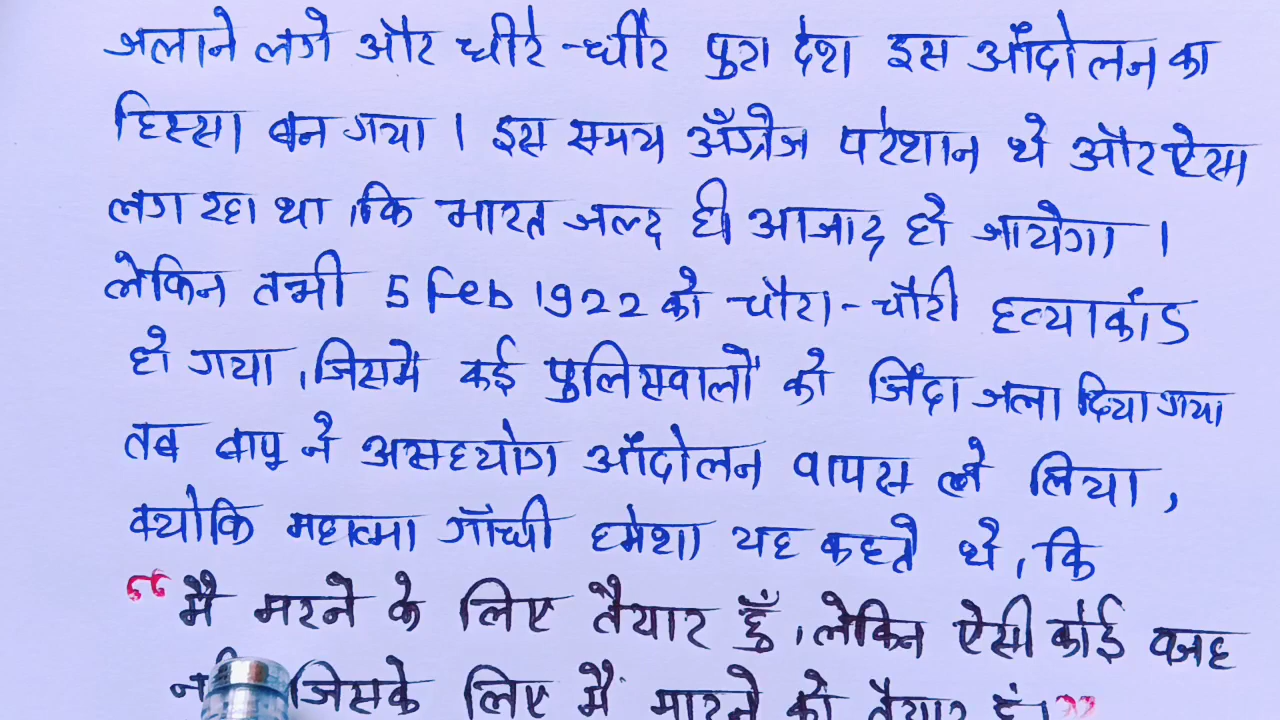 जलाने लगे और धीरे-धीरे पुरा देश इस आँदोलन का
हिस्सा बन गया। इस समय अँग्रेज परेशान थे और ऐसा
लग रहा था, कि भारत जल्द ही आजाद हो जायेगा।
लेकिन तभी 5 Feb 1922 को चौरा-चौरी हत्याकांड
हो गया, जिसमें कई पुलिसवालों को जिंदा जला दिया गया
तब बापू ने असहयोग आँदोलन वापस ले लिया,
क्योकि महात्मा गाँधी हमेशा यह कहते थे, कि
“मै मरने के लिए तैयार हूँ, लेकिन ऐसी कोई वजह
जिसके लिए मैं मारने को तैयार हूं।”